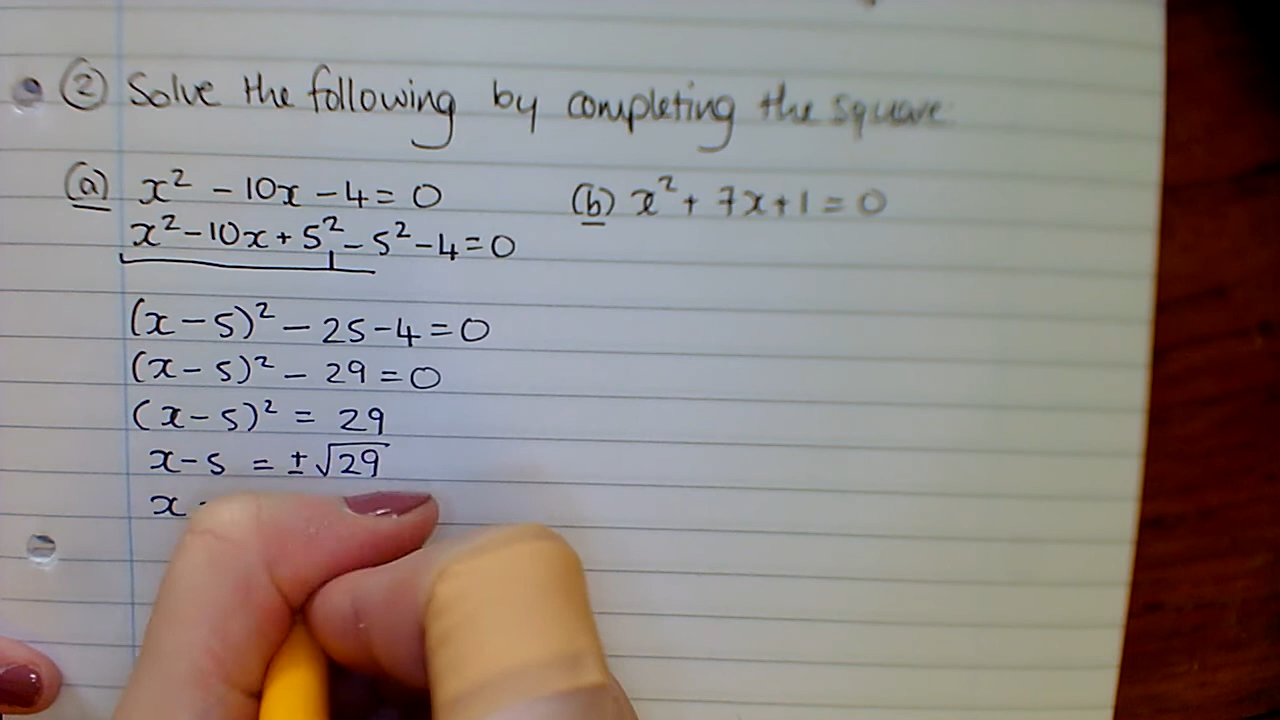 ② Solve the following by completing the square
(a) x² - 10x - 4 = 0
x² - 10x + 5² - 5² - 4 = 0
(x - 5)² - 25 - 4 = 0
(x - 5)² - 29 = 0
(x - 5)² = 29
x - 5 = ±√29
x
(b) x² + 7x + 1 = 0